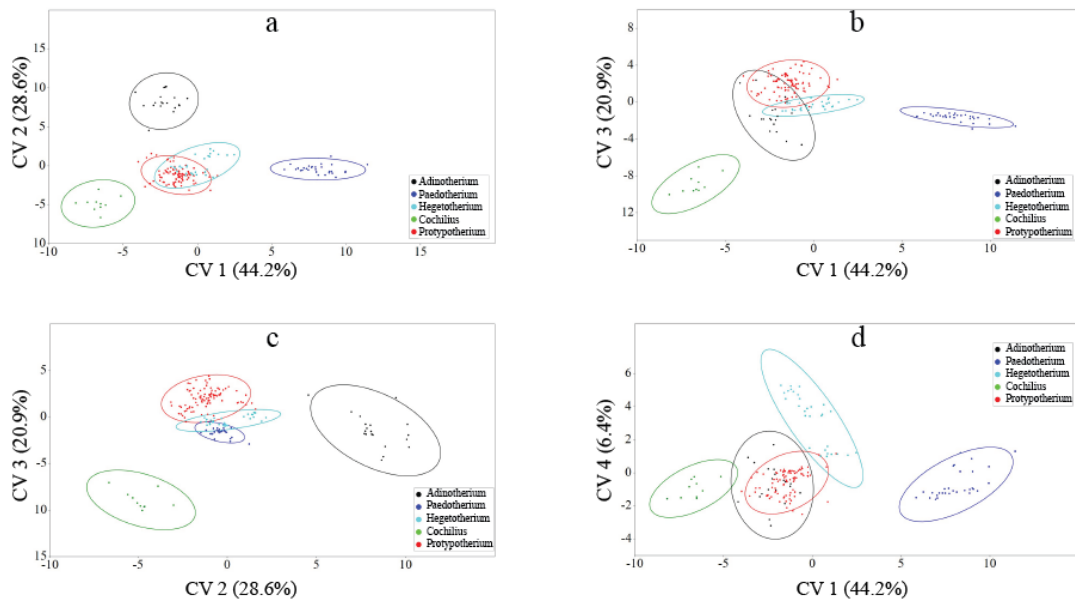 a
CV 2 (28.6%)
15
10
5
0
-5
10
-10
-5
0
5
10
15
CV 1 (44.2%)
Adinotherium
Paedotherium
Hegetotherium
Cochilius
Protypotherium
b
CV 3 (20.9%)
8
4
0
-4
-8
12
-10
-5
0
5
10
CV 1 (44.2%)
Adinotherium
Paedotherium
Hegetotherium
Cochilius
Protypotherium
c
CV 3 (20.9%)
5
0
-5
10
15
-10
-5
0
5
10
CV 2 (28.6%)
Adinotherium
Paedotherium
Hegetotherium
Cochilius
Protypotherium
d
CV 4 (6.4%)
6
4
2
0
-2
-4
-10
-5
0
5
10
CV 1 (44.2%)
Adinotherium
Paedotherium
Hegetotherium
Cochilius
Protypotherium